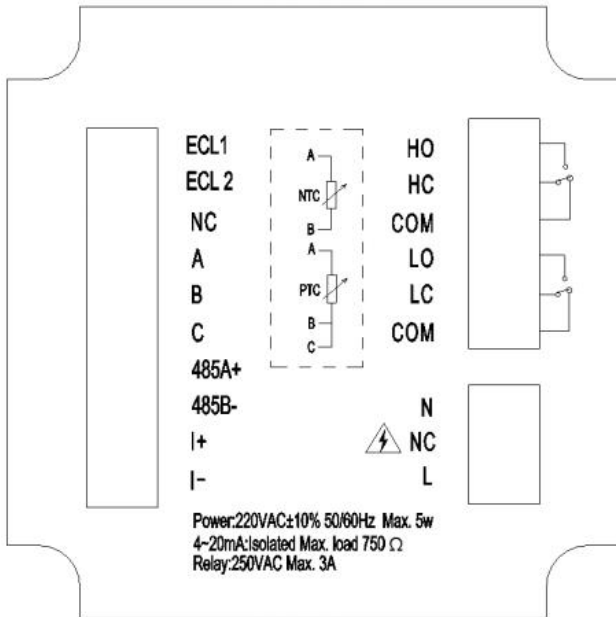 ECL1
ECL 2
NC
A
B
C
485A+
485B-
I+
I-
A
NTC
B
A
PTC
B
C
HO
HC
COM
LO
LC
COM
N
NC
L
Power:220VAC±10% 50/60Hz Max. 5w
4~20mA:Isolated Max. load 750 Ω
Relay:250VAC Max. 3A